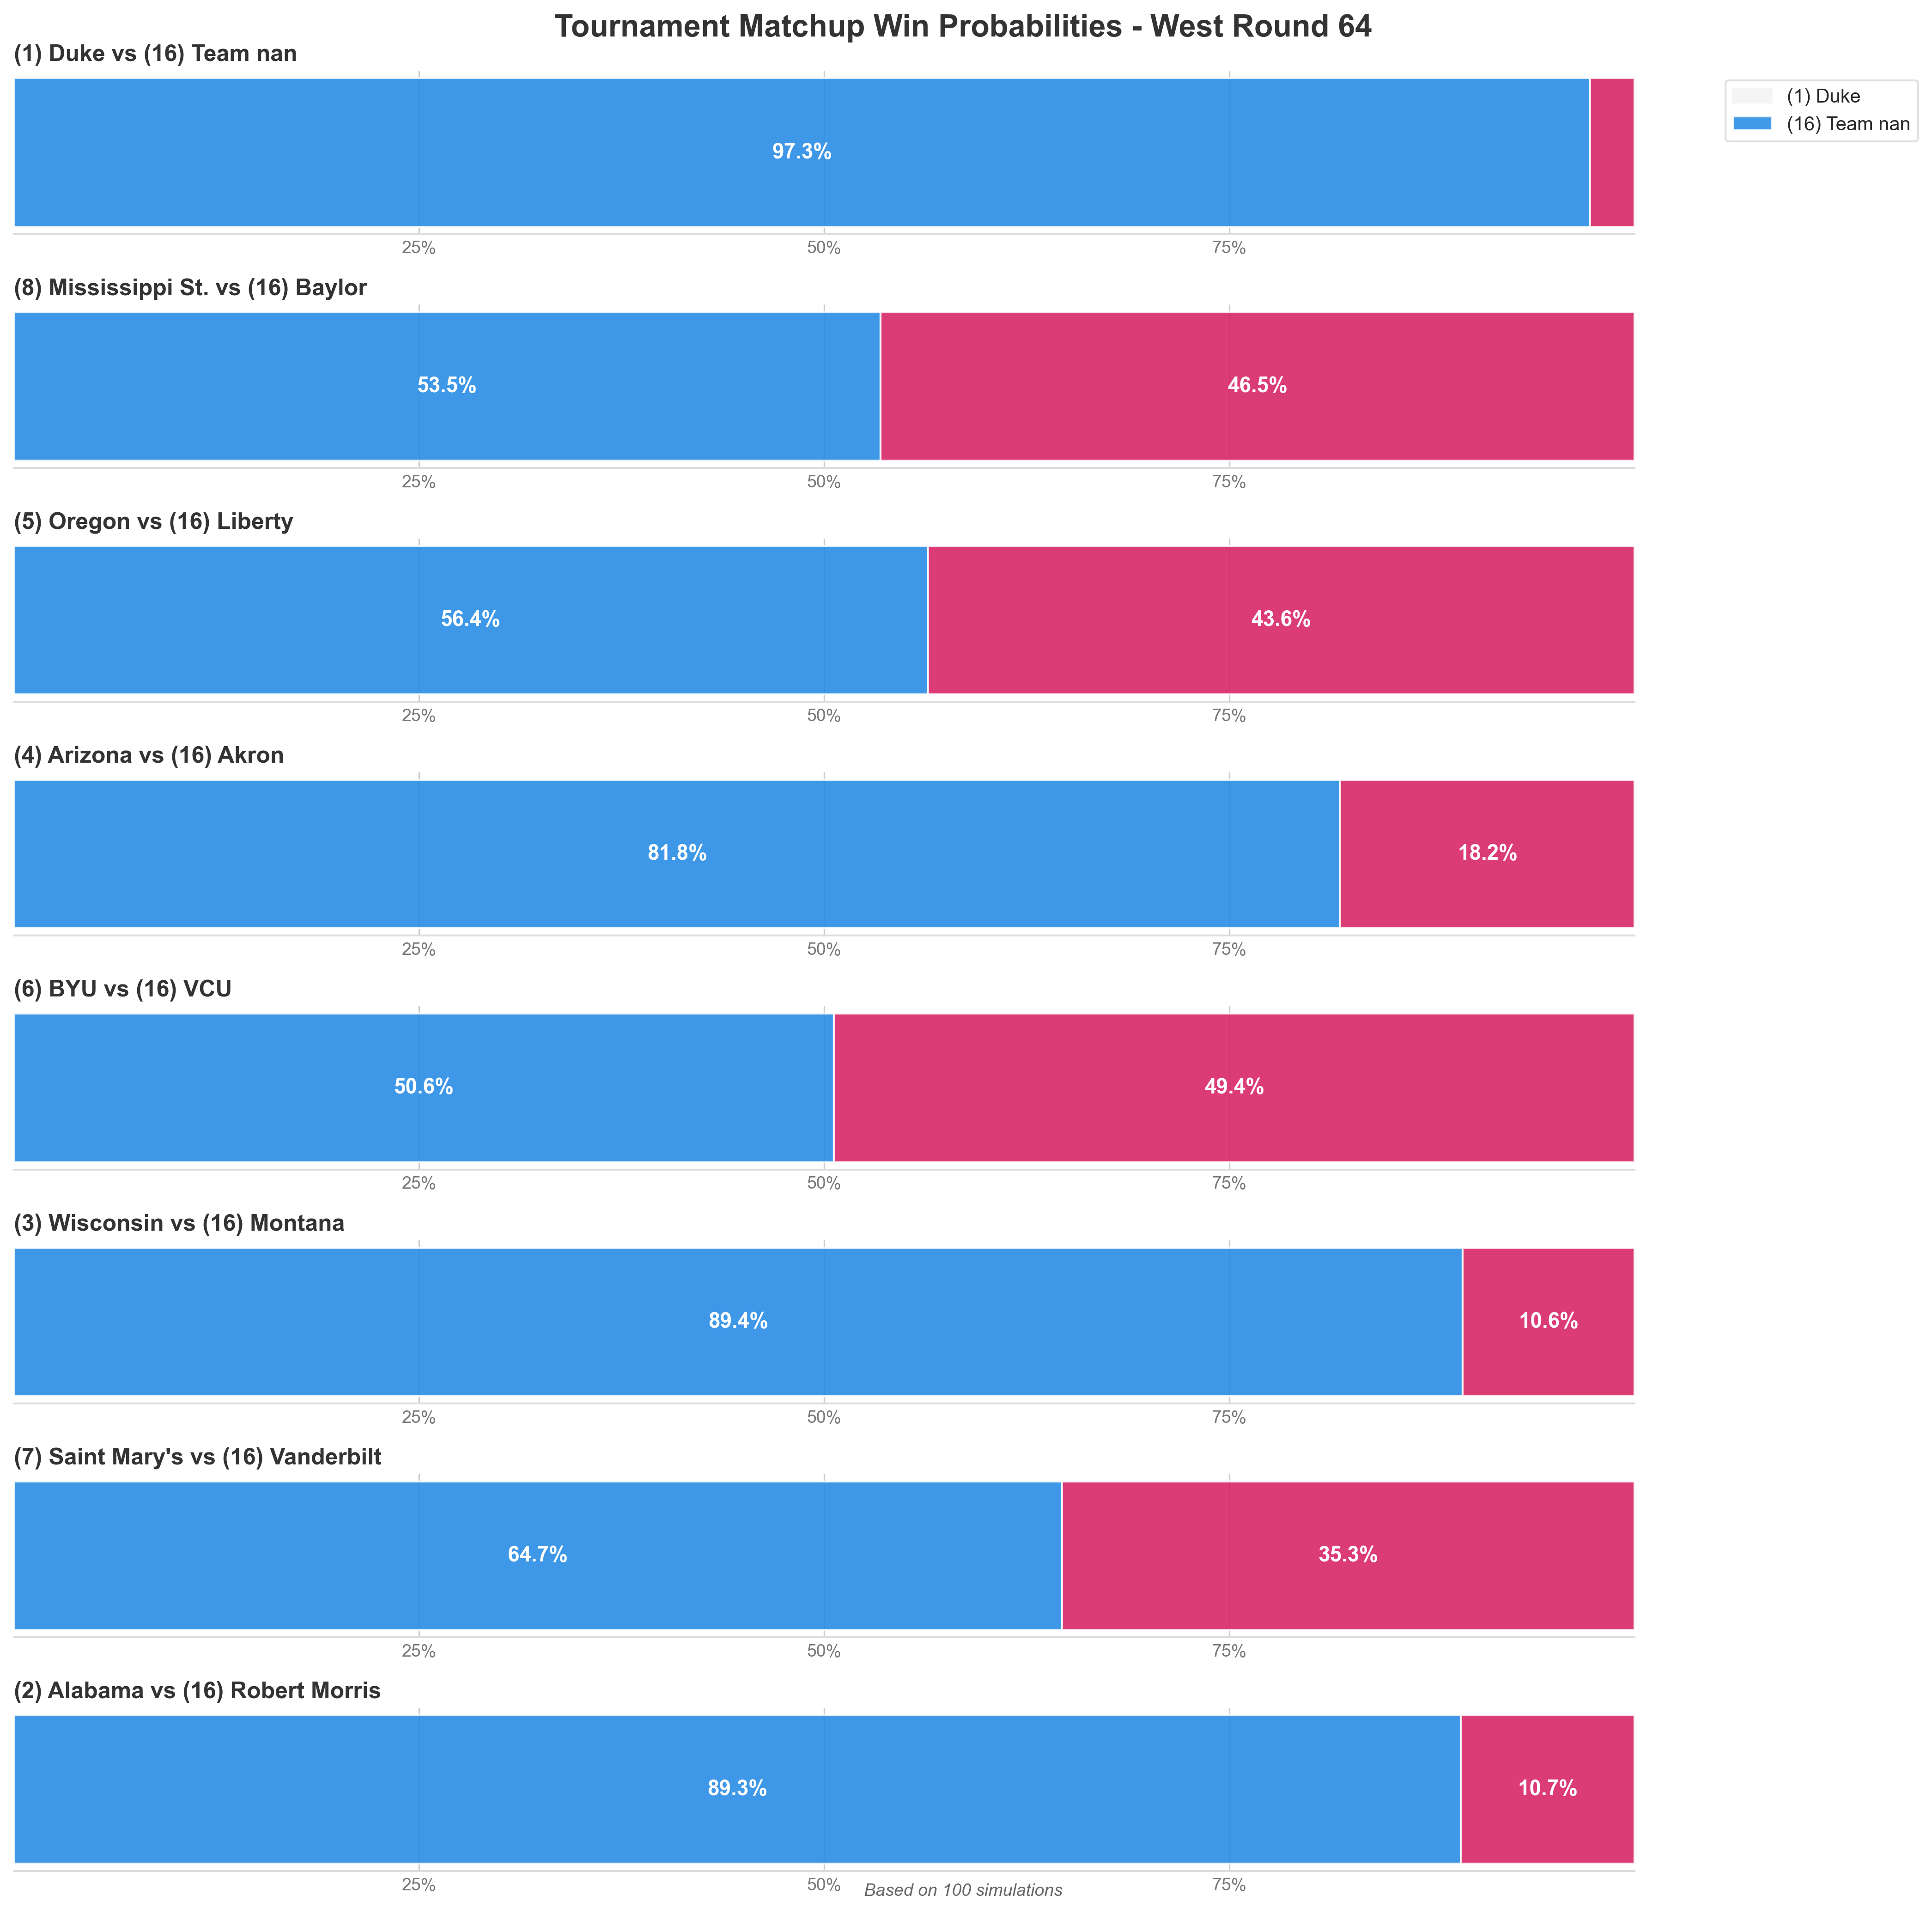 Tournament Matchup Win Probabilities - West Round 64
(1) Duke vs (16) Team nan
(1) Duke
(16) Team nan
97.3%
25% 50% 75%
(8) Mississippi St. vs (16) Baylor
53.5% 46.5%
25% 50% 75%
(5) Oregon vs (16) Liberty
56.4% 43.6%
25% 50% 75%
(4) Arizona vs (16) Akron
81.8% 18.2%
25% 50% 75%
(6) BYU vs (16) VCU
50.6% 49.4%
25% 50% 75%
(3) Wisconsin vs (16) Montana
89.4% 10.6%
25% 50% 75%
(7) Saint Mary's vs (16) Vanderbilt
64.7% 35.3%
25% 50% 75%
(2) Alabama vs (16) Robert Morris
89.3% 10.7%
25% 50% 75%
Based on 100 simulations